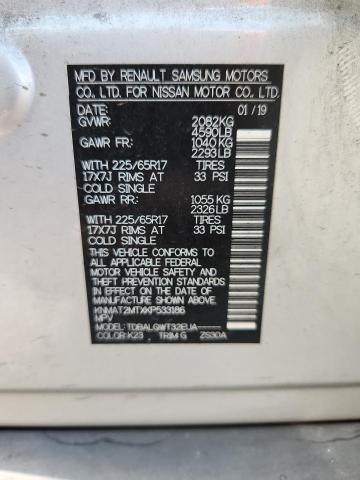 MFD BY RENAULT SAMSUNG MOTORS
CO., LTD. FOR NISSAN MOTOR CO., LTD.
DATE: 01 / 19
GVWR: 2082KG
4590LB
GAWR FR: 1040 KG
2293LB
WITH 225/65R17 TIRES
17X7J RIMS AT 33 PSI
COLD SINGLE
GAWR RR: 1055 KG
2326LB
WITH 225/65R17 TIRES
17X7J RIMS AT 33 PSI
COLD SINGLE
THIS VEHICLE CONFORMS TO ALL
APPLICABLE U.S. FEDERAL MOTOR
VEHICLE SAFETY, BUMPER, AND
THEFT PREVENTION STANDARDS IN
EFFECT ON THE DATE OF
MANUFACTURE SHOWN ABOVE.
KNMAT2MTXKP533186
MPV
MODEL: TDBALGWT32EUA-----
COLOR: K23 TRIM: G ZS30A